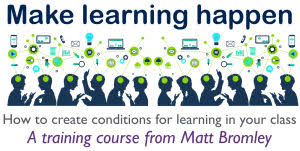 Make learning happen
How to create conditions for learning in your class
A training course from Matt Bromley